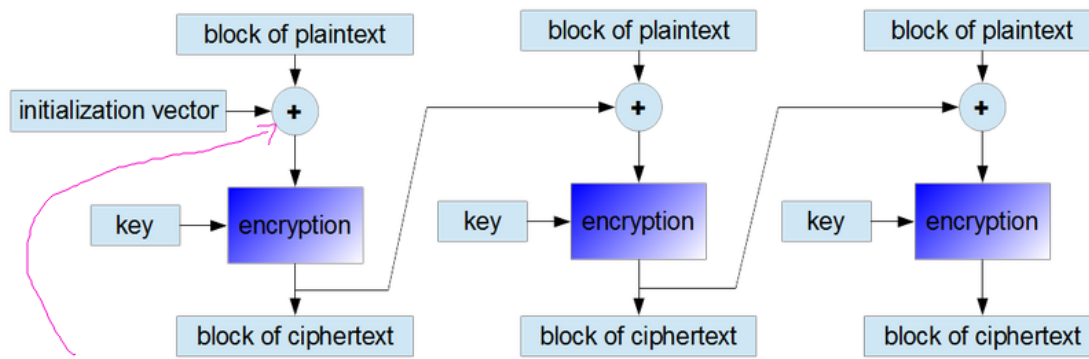 block of plaintext
block of plaintext
block of plaintext
initialization vector
+
+
+
key
encryption
key
encryption
key
encryption
block of ciphertext
block of ciphertext
block of ciphertext